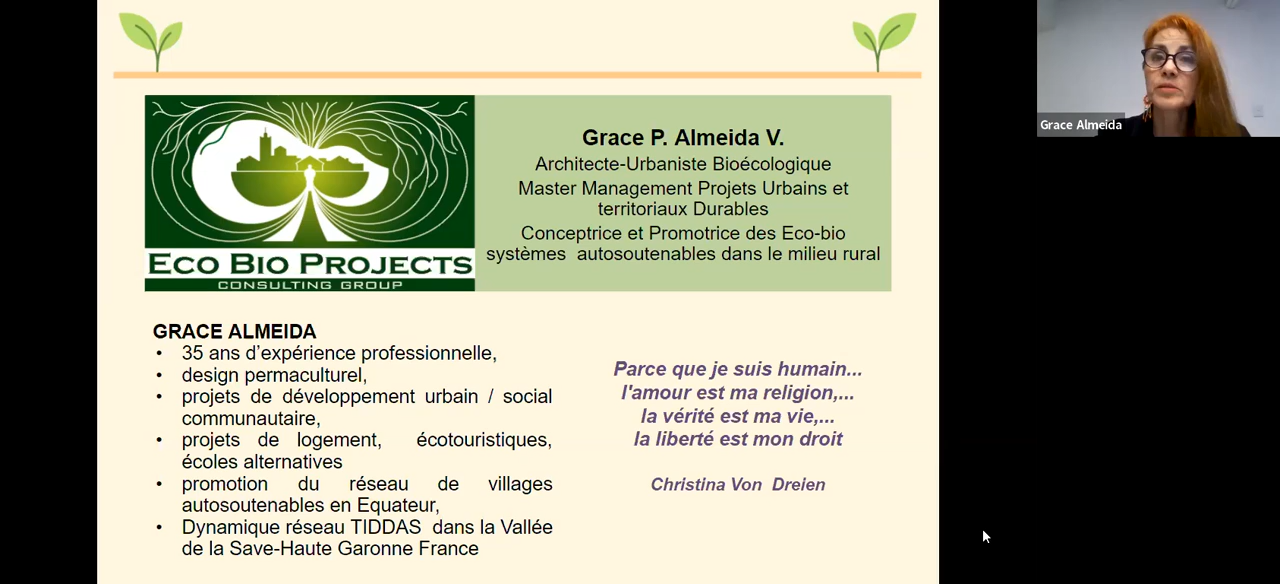 Grace Almeida
ECO BIO PROJECTS
CONSULTING GROUP
Grace P. Almeida V.
Architecte-Urbaniste Bioécologique
Master Management Projets Urbains et
territoriaux Durables
Conceptrice et Promotrice des Eco-bio
systèmes autosoutenables dans le milieu rural
GRACE ALMEIDA
• 35 ans d’expérience professionnelle,
• design permaculturel,
• projets de développement urbain / social
communautaire,
• projets de logement, écotouristiques,
écoles alternatives
• promotion du réseau de villages
autosoutenables en Equateur,
• Dynamique réseau TIDDAS dans la Vallée
de la Save-Haute Garonne France
Parce que je suis humain...
l'amour est ma religion,...
la vérité est ma vie,...
la liberté est mon droit
Christina Von Dreien